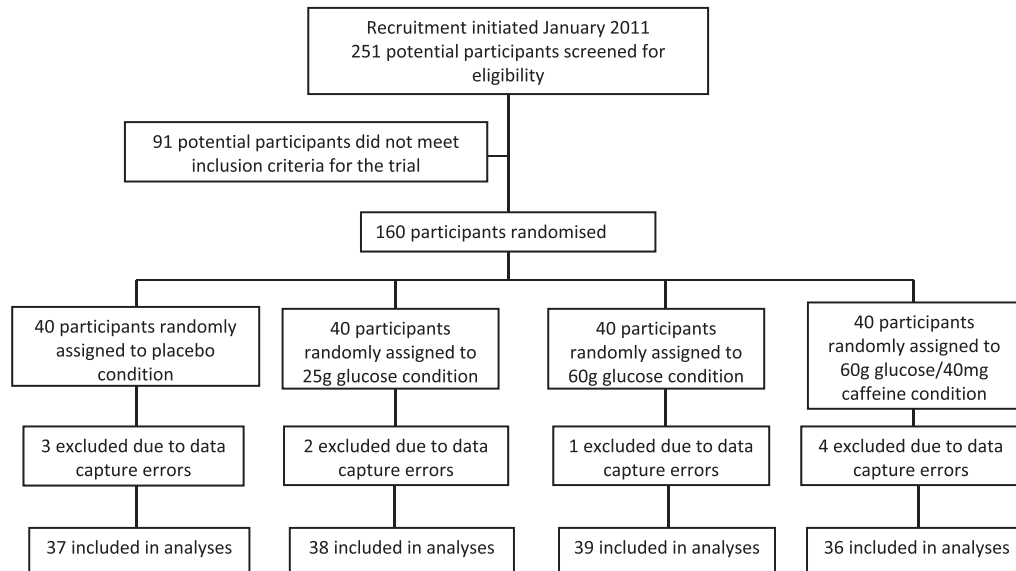 Recruitment initiated January 2011
251 potential participants screened for
eligibility
91 potential participants did not meet
inclusion criteria for the trial
160 participants randomised
40 participants randomly
assigned to placebo
condition
40 participants
randomly assigned to
25g glucose condition
40 participants
randomly assigned to
60g glucose condition
40 participants
randomly assigned to
60g glucose/40mg
caffeine condition
3 excluded due to data
capture errors
2 excluded due to data
capture errors
1 excluded due to data
capture errors
4 excluded due to data
capture errors
37 included in analyses
38 included in analyses
39 included in analyses
36 included in analyses